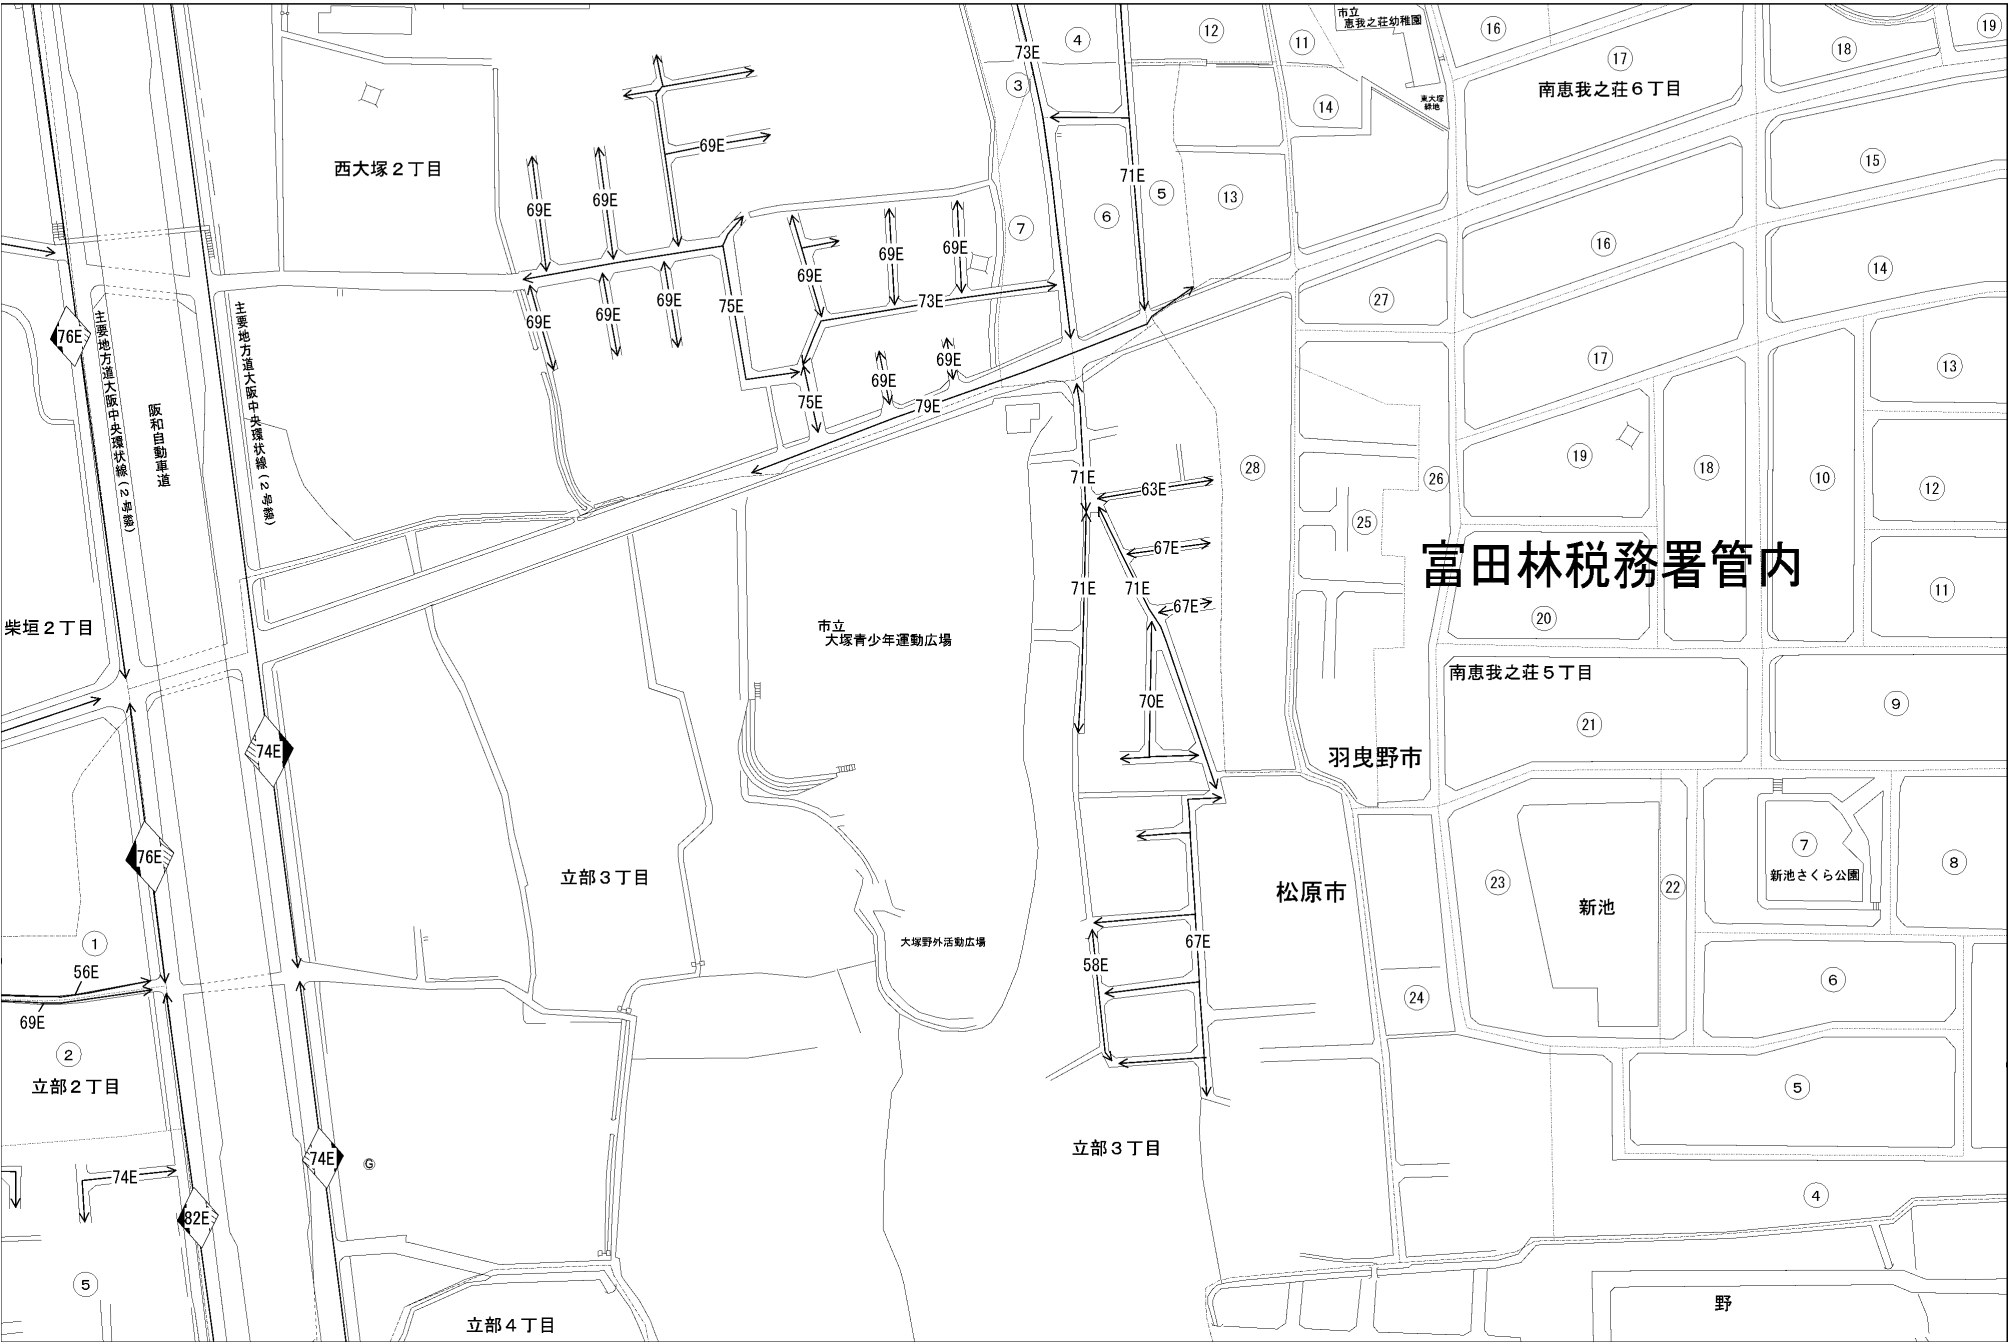 市立
恵我之荘幼稚園
16
19
12
4
11
73E
17
18
3
南恵我之荘6丁目
東大塚
緑地
14
69E
西大塚2丁目
15
71E
5
13
69E
69E
6
7
16
69E
69E
69E
14
69E
75E
69E
73E
27
主要地方道大阪中央環状線(2号線)
主要地方道大阪中央環状線(2号線)
69E
69E
76E
17
69E
13
69E
阪和自動車道
75E
79E
19
28
18
71E
26
10
63E
12
25
67E
富田林税務署管内
71E
71E
11
67E
20
柴垣2丁目
市立
大塚青少年運動広場
南恵我之荘5丁目
70E
9
21
74E
羽曳野市
7
76E
8
立部3丁目
新池さくら公園
23
22
松原市
新池
1
大塚野外活動広場
67E
58E
56E
6
24
69E
2
立部2丁目
5
立部3丁目
74E
G
74E
4
82E
5
野
立部4丁目